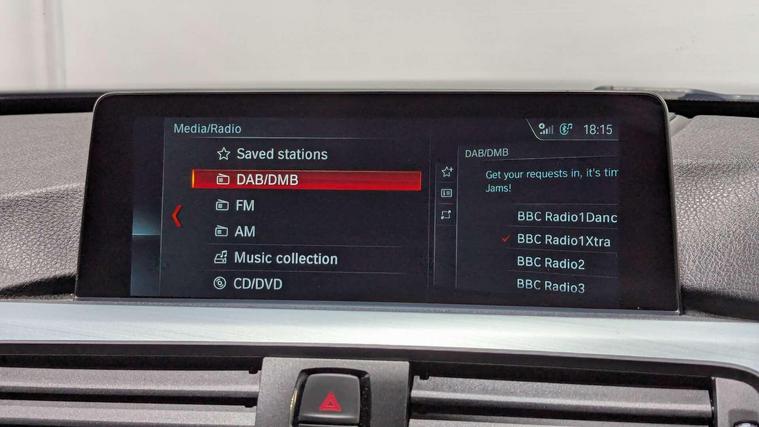 Media/Radio
18:15
Saved stations
DAB/DMB
FM
AM
Music collection
CD/DVD
DAB/DMB
Get your requests in, it's tim
Jams!
BBC Radio1Danc
BBC Radio1Xtra
BBC Radio2
BBC Radio3